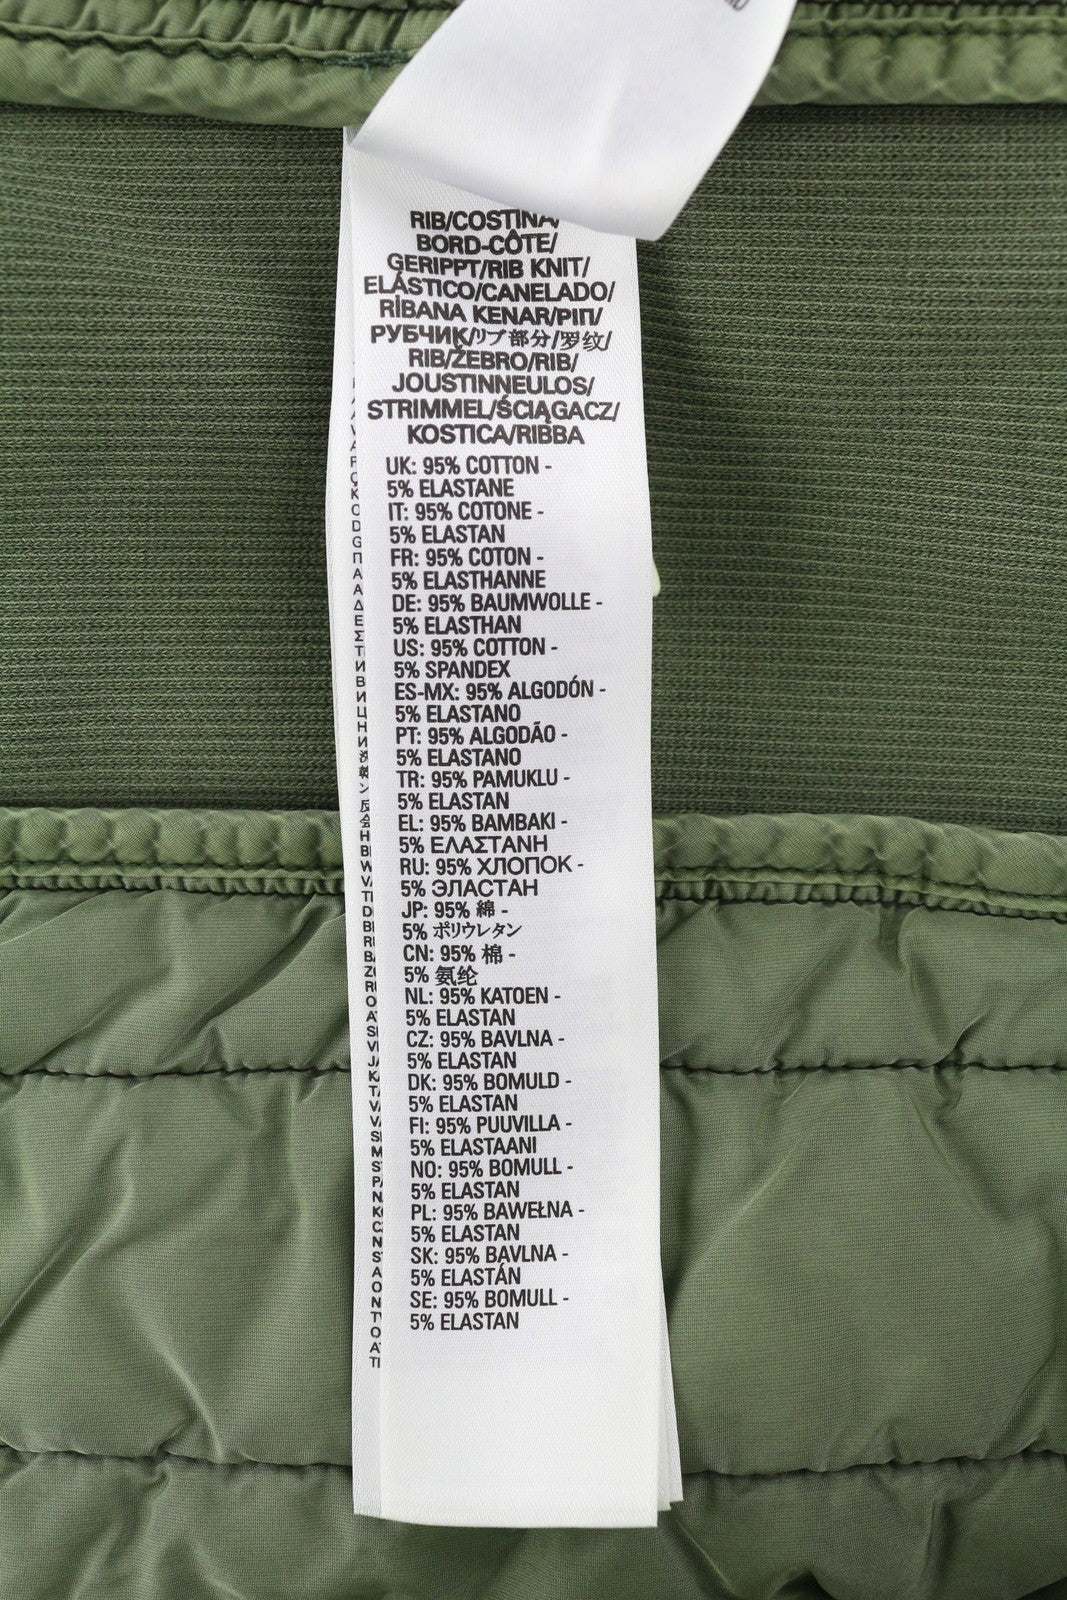 RIB/COSTINA/
BORD-CÔTE/
GERIPPT/RIB KNIT/
ELÁSTICO/CANELADO/
RİBANA KENAR/ΡΙΠ/
РУБЧИК/リブ部分/罗纹/
RIB/ŽEBRO/RIB/
JOUSTINNEULOS/
STRIMMEL/ŚCIĄGACZ/
KOSTICA/RIBBA
UK: 95% COTTON -
5% ELASTANE
IT: 95% COTONE -
5% ELASTAN
FR: 95% COTON -
5% ELASTHANNE
DE: 95% BAUMWOLLE -
5% ELASTHAN
US: 95% COTTON -
5% SPANDEX
ES-MX: 95% ALGODÓN -
5% ELASTANO
PT: 95% ALGODÃO -
5% ELASTANO
TR: 95% PAMUKLU -
5% ELASTAN
EL: 95% ΒΑΜΒΑΚΙ -
5% ΕΛΑΣΤΑΝΗ
RU: 95% ХЛОПОК -
5% ЭЛАСТАН
JP: 95% 綿 -
5% ポリウレタン
CN: 95% 棉 -
5% 氨纶
NL: 95% KATOEN -
5% ELASTAN
CZ: 95% BAVLNA -
5% ELASTAN
DK: 95% BOMULD -
5% ELASTAN
FI: 95% PUUVILLA -
5% ELASTAANI
NO: 95% BOMULL -
5% ELASTAN
PL: 95% BAWEŁNA -
5% ELASTAN
SK: 95% BAVLNA -
5% ELASTÁN
SE: 95% BOMULL -
5% ELASTAN